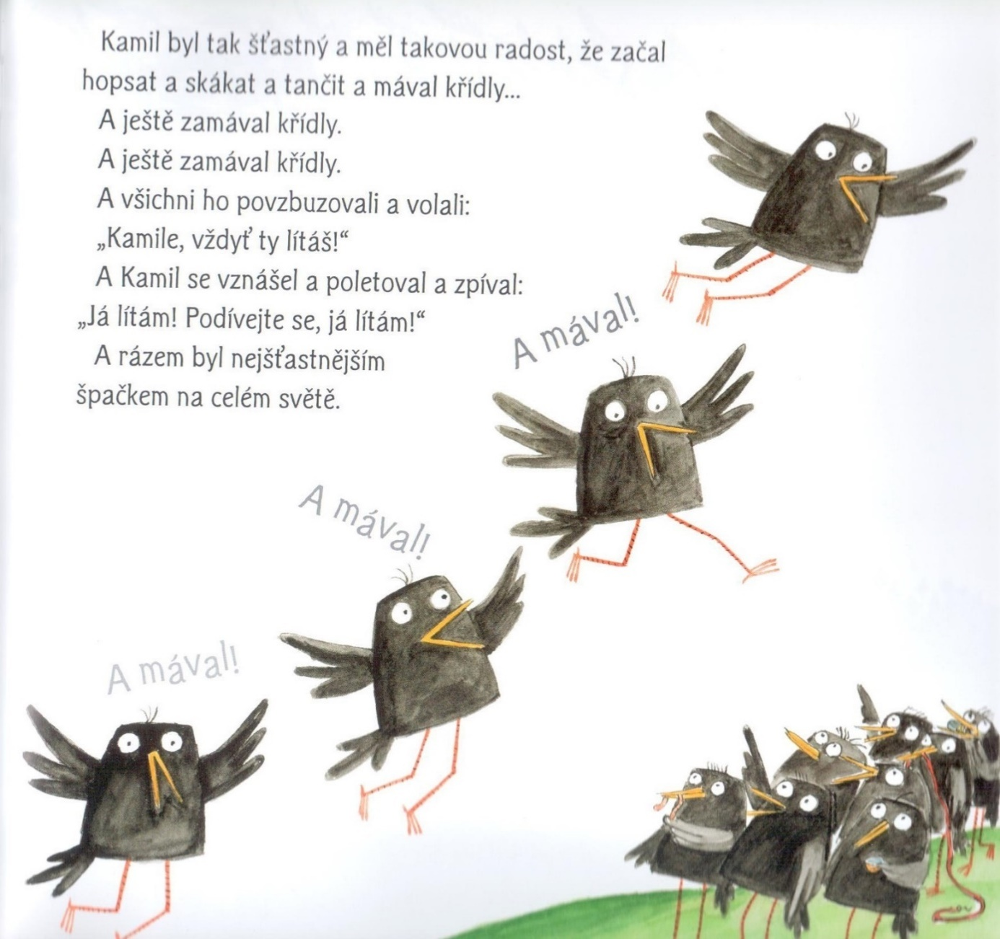 Kamil byl tak šťastný a měl takovou radost, že začal
hopsat a skákat a tančit a mával křídly...
A ještě zamával křídly.
A ještě zamával křídly.
A všichni ho povzbuzovali a volali:
„Kamile, vždyť ty lítáš!“
A Kamil se vznášel a poletoval a zpíval:
„Já lítám! Podívejte se, já lítám!“
A rázem byl nejšťastnějším
špačkem na celém světě.
A mával!
A mával!
A mával!